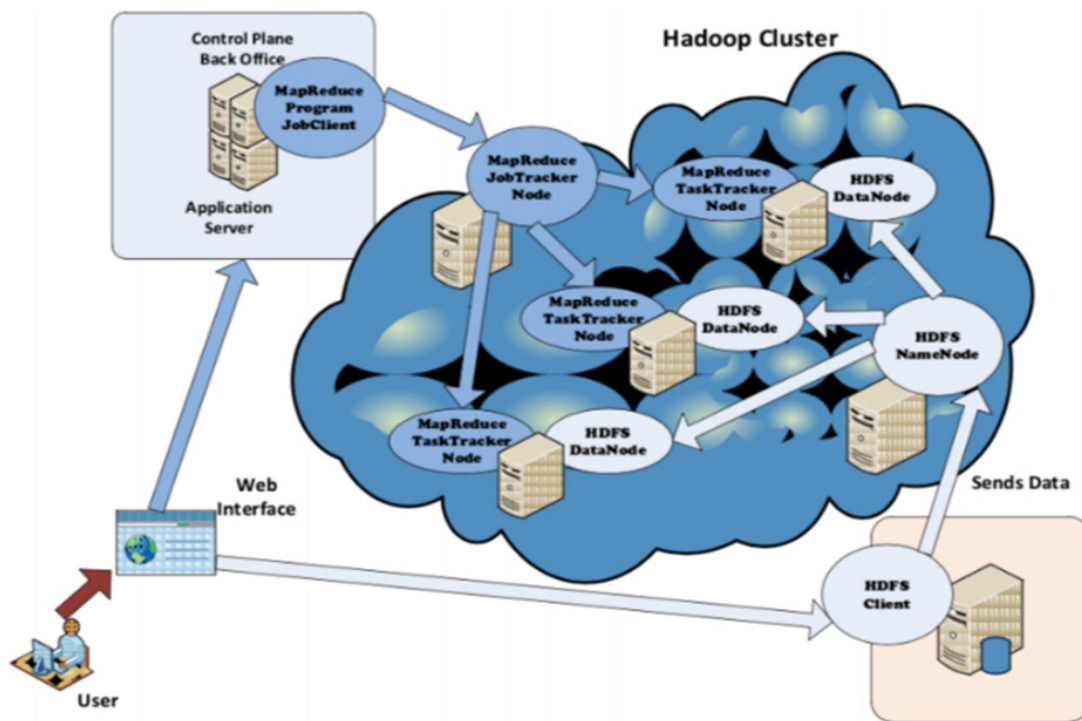 Control Plane
Back Office
MapReduce
Program
JobClient
Application
Server
Hadoop Cluster
MapReduce
JobTracker
Node
MapReduce
TaskTracker
Node
HDFS
DataNode
MapReduce
TaskTracker
Node
HDFS
DataNode
HDFS
NameNode
MapReduce
TaskTracker
Node
HDFS
DataNode
Web
Interface
Sends Data
HDFS
Client
User